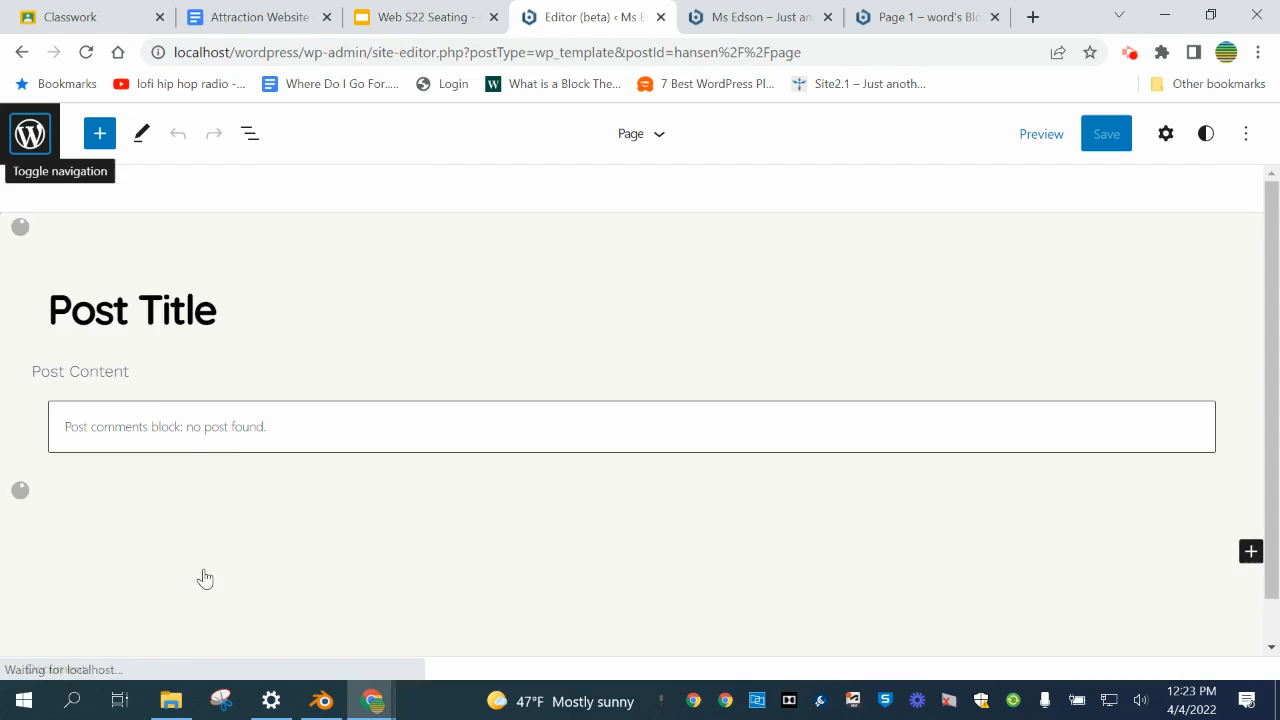 Classwork
Attraction Website
Web S22 Seating -
Editor (beta) ‹ Ms E
Ms Edson – Just an
Page 1 – word's Blo
localhost/wordpress/wp-admin/site-editor.php?postType=wp_template&postId=hansen%2F%2Fpage
Bookmarks
lofi hip hop radio -...
Where Do I Go For....
Login
What is a Block The...
7 Best WordPress Pl...
Site2.1 – Just anoth...
Other bookmarks
Page
Preview
Save
Toggle navigation
Post Title
Post Content
Post comments block: no post found.
Waiting for localhost...
47°F Mostly sunny
12:23 PM
4/4/2022